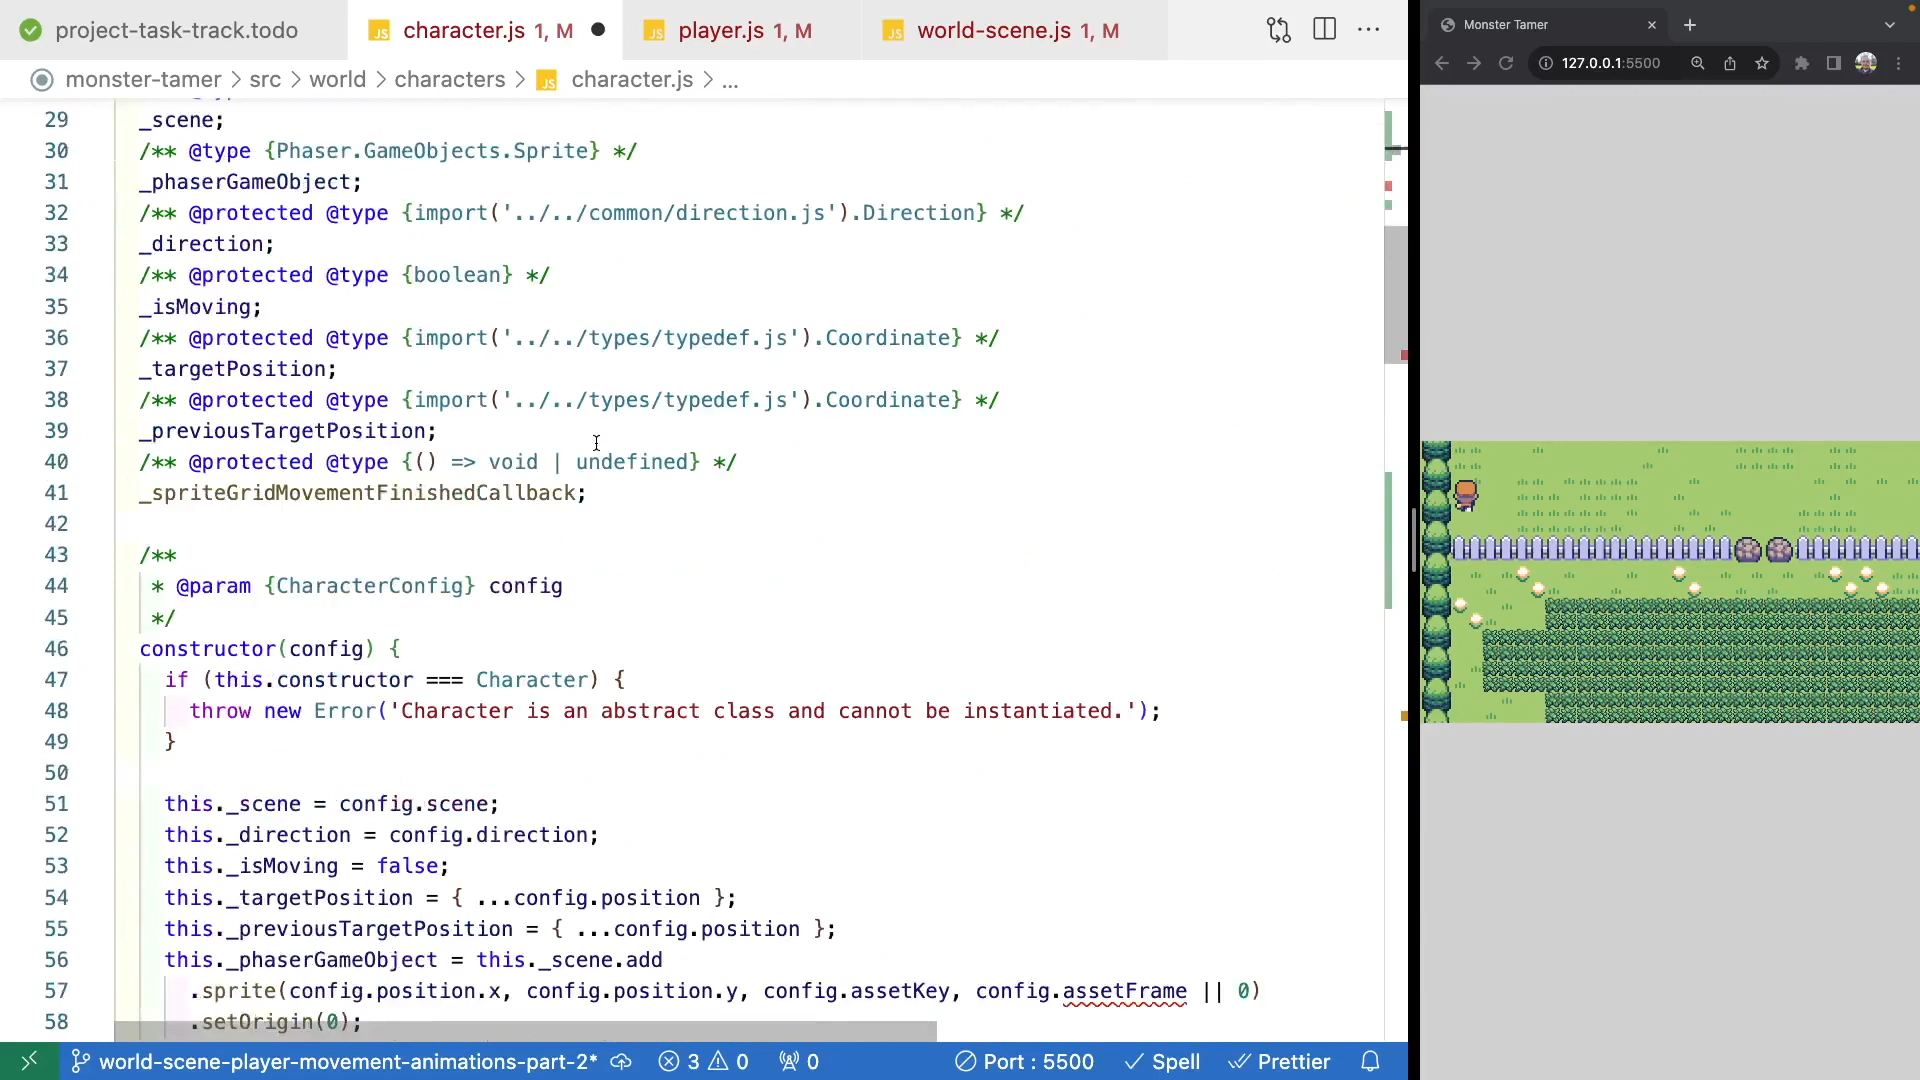 project-task-track.todo
JS character.js 1, M
JS player.js 1, M
JS world-scene.js 1, M
Monster Tamer
127.0.0.1:5500
monster-tamer > src > world > characters > JS character.js > ...
29 _scene;
30 /** @type {Phaser.GameObjects.Sprite} */
31 _phaserGameObject;
32 /** @protected @type {import('../../common/direction.js').Direction} */
33 _direction;
34 /** @protected @type {boolean} */
35 _isMoving;
36 /** @protected @type {import('../../types/typedef.js').Coordinate} */
37 _targetPosition;
38 /** @protected @type {import('../../types/typedef.js').Coordinate} */
39 _previousTargetPosition;
40 /** @protected @type {() => void | undefined} */
41 _spriteGridMovementFinishedCallback;
42
43 /**
44 * @param {CharacterConfig} config
45 */
46 constructor(config) {
47 if (this.constructor === Character) {
48 throw new Error('Character is an abstract class and cannot be instantiated.');
49 }
50
51 this._scene = config.scene;
52 this._direction = config.direction;
53 this._isMoving = false;
54 this._targetPosition = { ...config.position };
55 this._previousTargetPosition = { ...config.position };
56 this._phaserGameObject = this._scene.add
57 .sprite(config.position.x, config.position.y, config.assetKey, config.assetFrame || 0)
58 .setOrigin(0);
world-scene-player-movement-animations-part-2* 3 0 0 Port : 5500 Spell Prettier